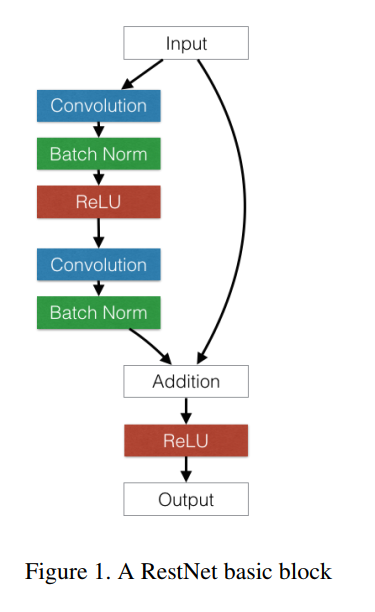 Input
Convolution
Batch Norm
ReLU
Convolution
Batch Norm
Addition
ReLU
Output
Figure 1. A RestNet basic block